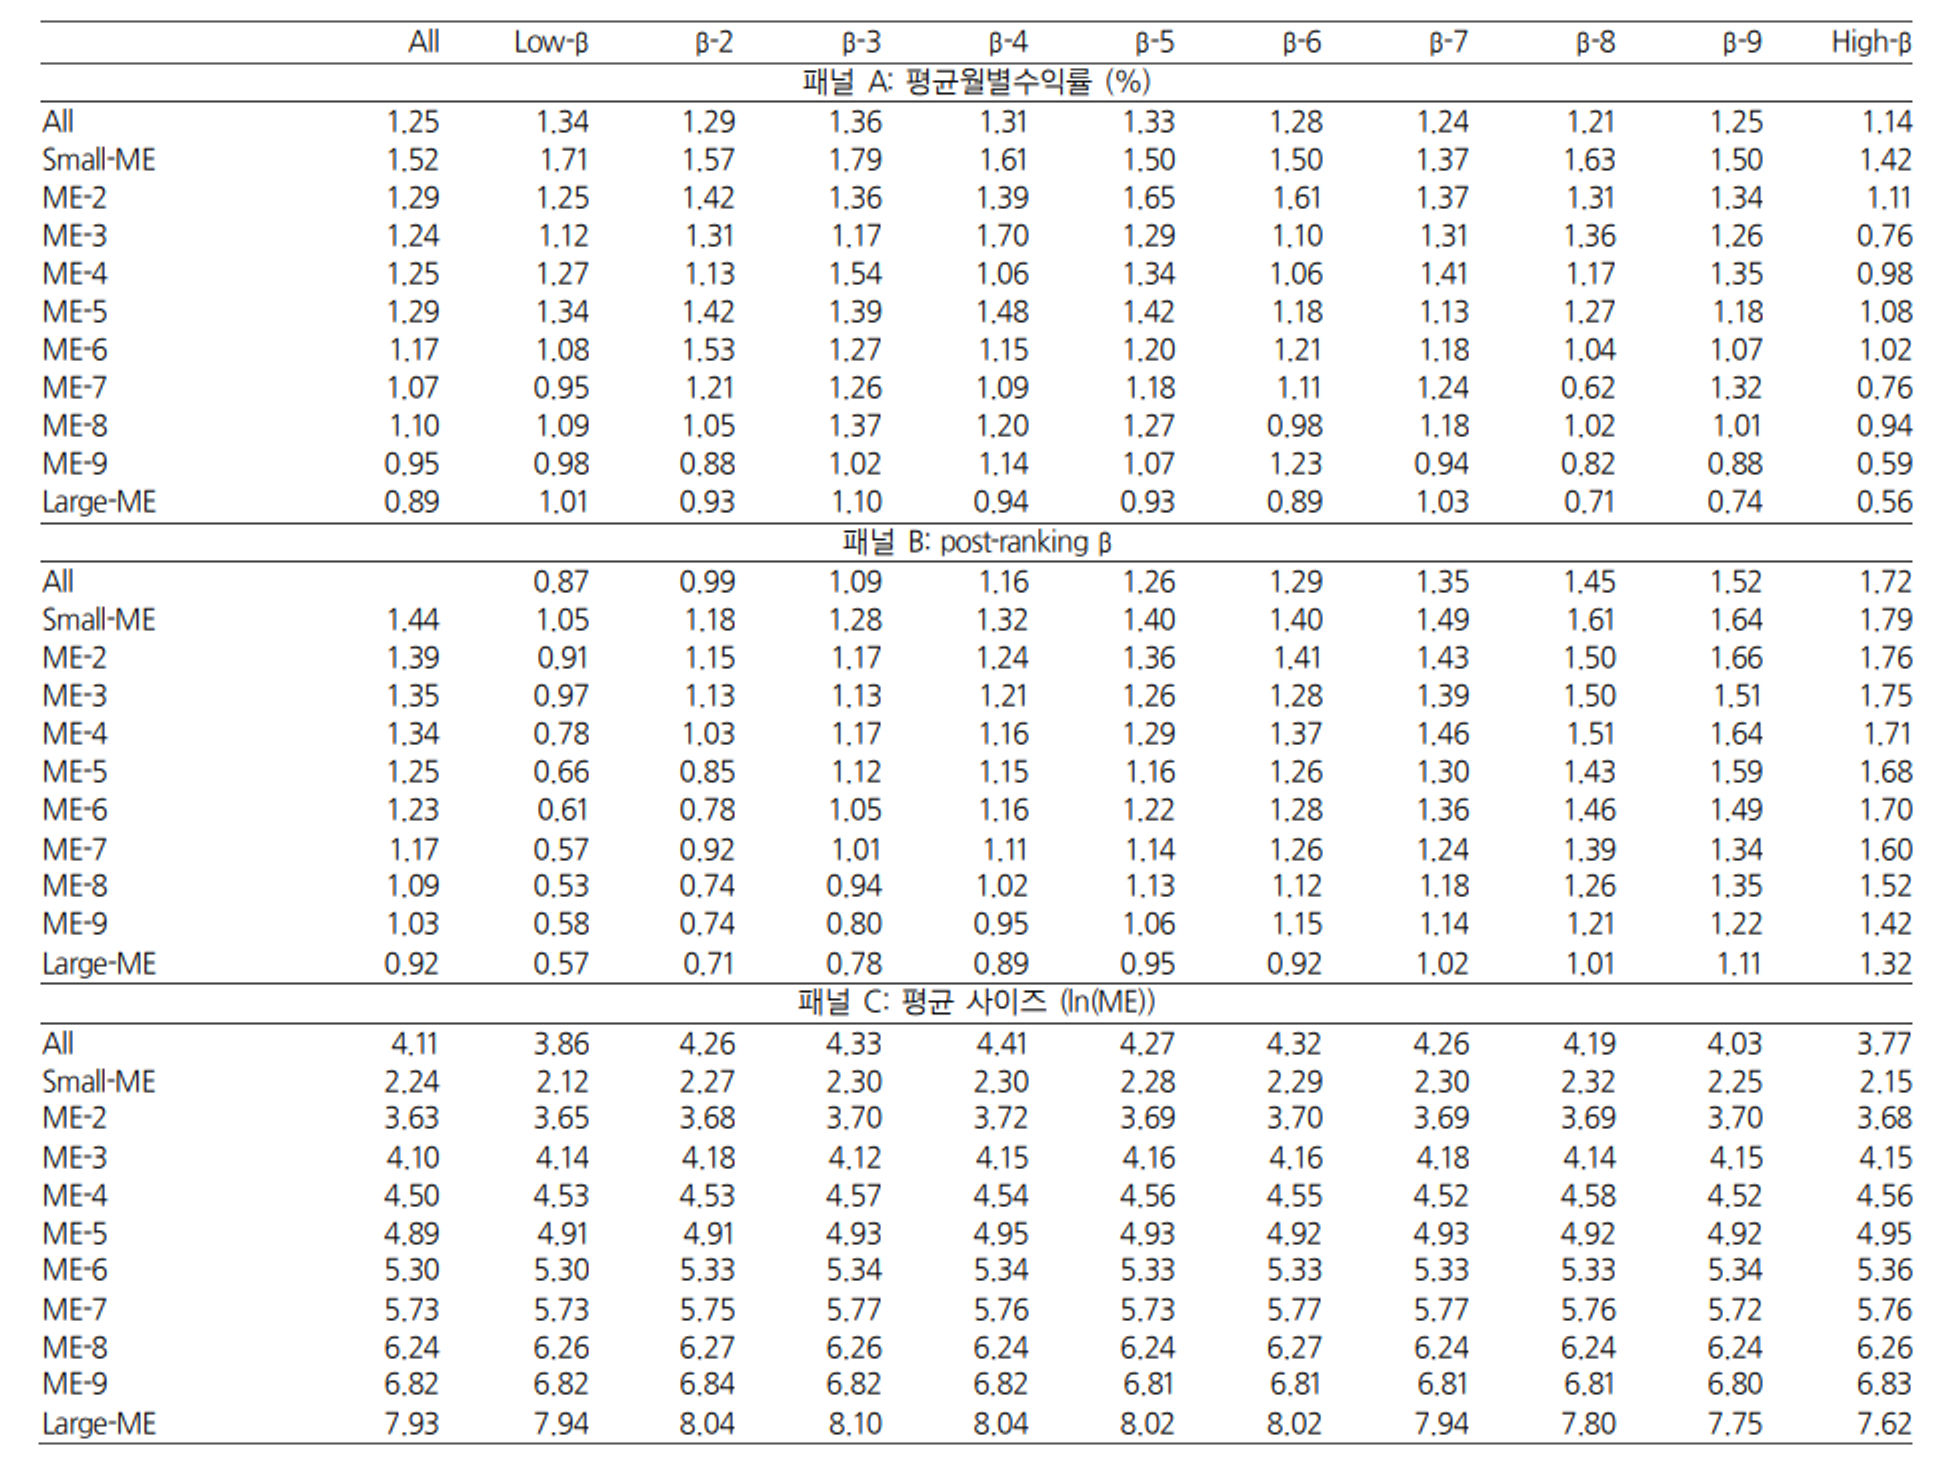 All Low-β β-2 β-3 β-4 β-5 β-6 β-7 β-8 β-9 High-β
패널 A: 평균월별수익률 (%)
All 1.25 1.34 1.29 1.36 1.31 1.33 1.28 1.24 1.21 1.25 1.14
Small-ME 1.52 1.71 1.57 1.79 1.61 1.50 1.50 1.37 1.63 1.50 1.42
ME-2 1.29 1.25 1.42 1.36 1.39 1.65 1.61 1.37 1.31 1.34 1.11
ME-3 1.24 1.12 1.31 1.17 1.70 1.29 1.10 1.31 1.36 1.26 0.76
ME-4 1.25 1.27 1.13 1.54 1.06 1.34 1.06 1.41 1.17 1.35 0.98
ME-5 1.29 1.34 1.42 1.39 1.48 1.42 1.18 1.13 1.27 1.18 1.08
ME-6 1.17 1.08 1.53 1.27 1.15 1.20 1.21 1.18 1.04 1.07 1.02
ME-7 1.07 0.95 1.21 1.26 1.09 1.18 1.11 1.24 0.62 1.32 0.76
ME-8 1.10 1.09 1.05 1.37 1.20 1.27 0.98 1.18 1.02 1.01 0.94
ME-9 0.95 0.98 0.88 1.02 1.14 1.07 1.23 0.94 0.82 0.88 0.59
Large-ME 0.89 1.01 0.93 1.10 0.94 0.93 0.89 1.03 0.71 0.74 0.56
패널 B: post-ranking β
All 0.87 0.99 1.09 1.16 1.26 1.29 1.35 1.45 1.52 1.72
Small-ME 1.44 1.05 1.18 1.28 1.32 1.40 1.40 1.49 1.61 1.64 1.79
ME-2 1.39 0.91 1.15 1.17 1.24 1.36 1.41 1.43 1.50 1.66 1.76
ME-3 1.35 0.97 1.13 1.13 1.21 1.26 1.28 1.39 1.50 1.51 1.75
ME-4 1.34 0.78 1.03 1.17 1.16 1.29 1.37 1.46 1.51 1.64 1.71
ME-5 1.25 0.66 0.85 1.12 1.15 1.16 1.26 1.30 1.43 1.59 1.68
ME-6 1.23 0.61 0.78 1.05 1.16 1.22 1.28 1.36 1.46 1.49 1.70
ME-7 1.17 0.57 0.92 1.01 1.11 1.14 1.26 1.24 1.39 1.34 1.60
ME-8 1.09 0.53 0.74 0.94 1.02 1.13 1.12 1.18 1.26 1.35 1.52
ME-9 1.03 0.58 0.74 0.80 0.95 1.06 1.15 1.14 1.21 1.22 1.42
Large-ME 0.92 0.57 0.71 0.78 0.89 0.95 0.92 1.02 1.01 1.11 1.32
패널 C: 평균 사이즈 (ln(ME))
All 4.11 3.86 4.26 4.33 4.41 4.27 4.32 4.26 4.19 4.03 3.77
Small-ME 2.24 2.12 2.27 2.30 2.30 2.28 2.29 2.30 2.32 2.25 2.15
ME-2 3.63 3.65 3.68 3.70 3.72 3.69 3.70 3.69 3.69 3.70 3.68
ME-3 4.10 4.14 4.18 4.12 4.15 4.16 4.16 4.18 4.14 4.15 4.15
ME-4 4.50 4.53 4.53 4.57 4.54 4.56 4.55 4.52 4.58 4.52 4.56
ME-5 4.89 4.91 4.91 4.93 4.95 4.93 4.92 4.93 4.92 4.92 4.95
ME-6 5.30 5.30 5.33 5.34 5.34 5.33 5.33 5.33 5.33 5.34 5.36
ME-7 5.73 5.73 5.75 5.77 5.76 5.73 5.77 5.77 5.76 5.72 5.76
ME-8 6.24 6.26 6.27 6.26 6.24 6.24 6.27 6.24 6.24 6.24 6.26
ME-9 6.82 6.82 6.84 6.82 6.82 6.81 6.81 6.81 6.81 6.80 6.83
Large-ME 7.93 7.94 8.04 8.10 8.04 8.02 8.02 7.94 7.80 7.75 7.62